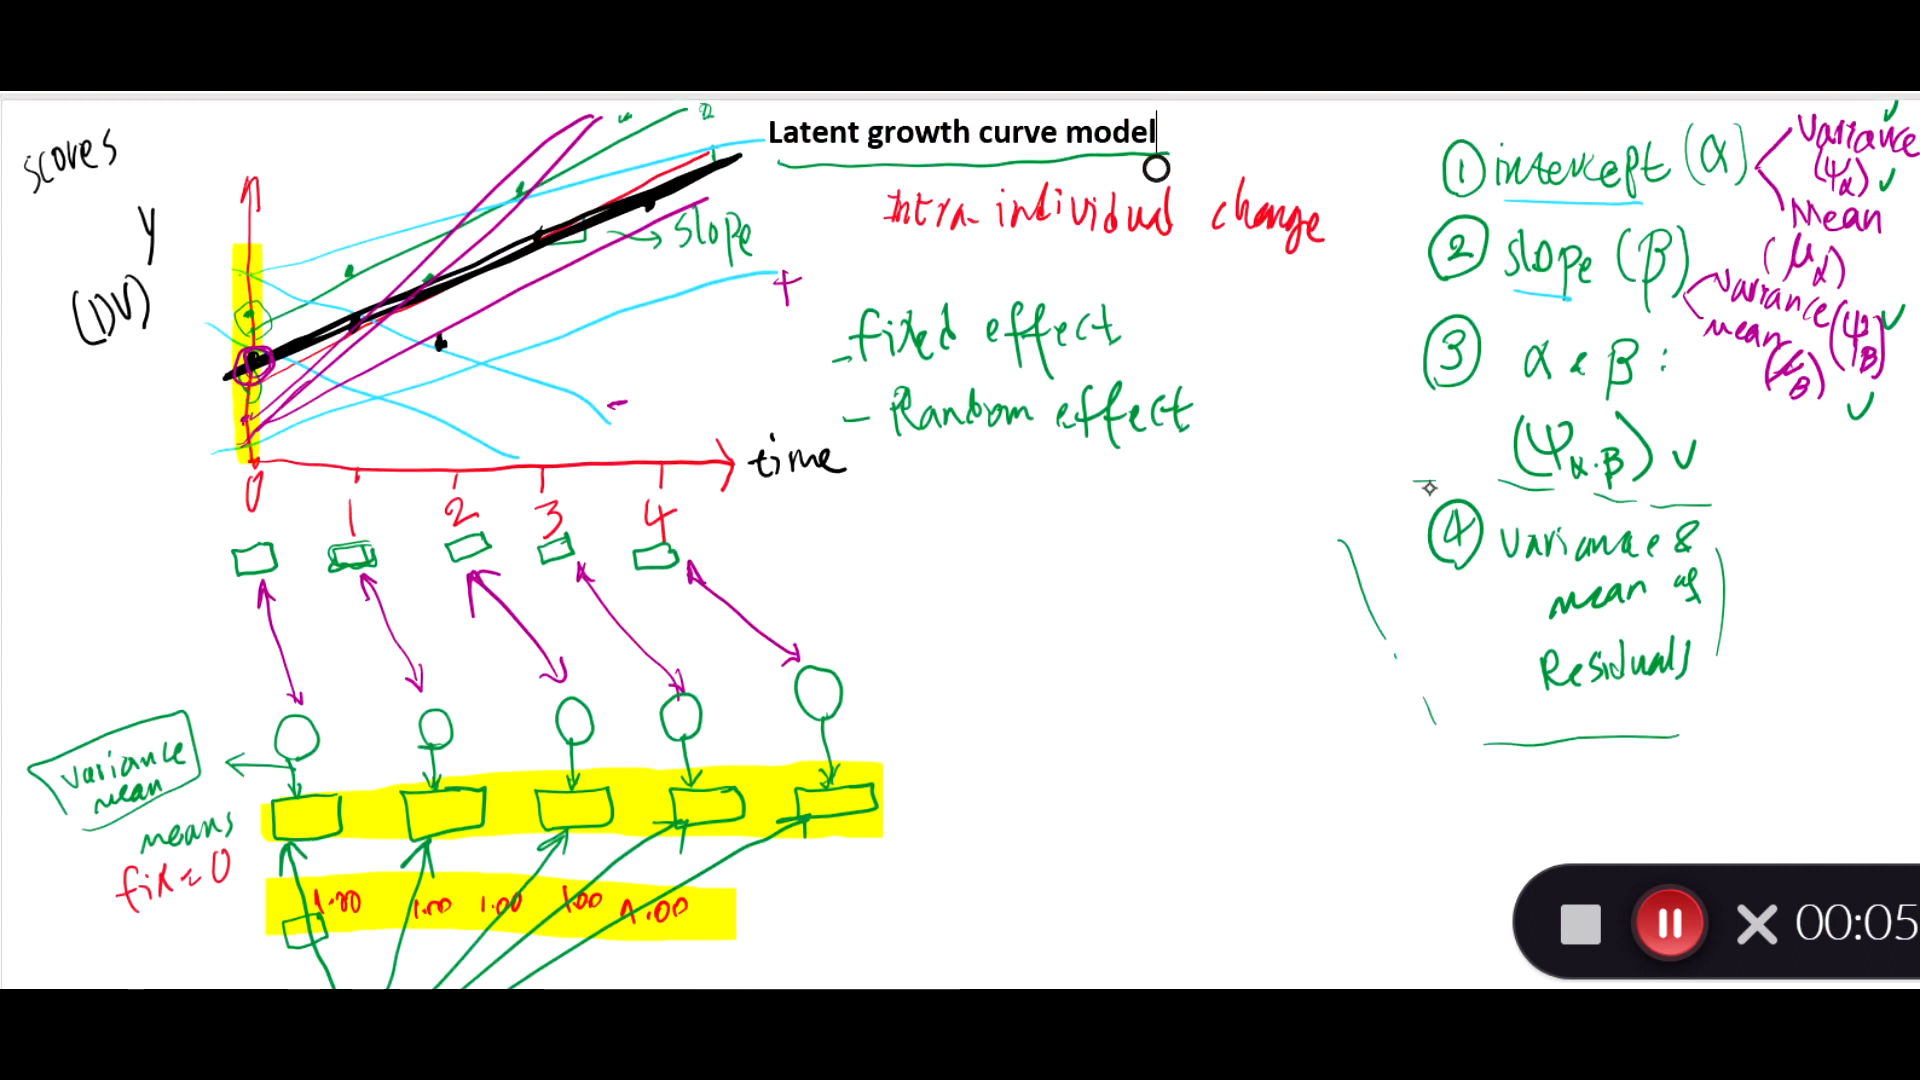 scores
y
(DV)
Latent growth curve model
Intra-individual change
slope
+
-
- fixed effect
- Random effect
time
0 1 2 3 4
① intercept (α)
variance
(ψα)
Mean
(μα)
② slope (β)
variance (ψβ)
mean
(μβ)
③ α & β :
(ψα.β)
④ variance &
mean of
Residuals
variance
mean
means
fix = 0
1.00 1.00 1.00 1.00 1.00
00:05